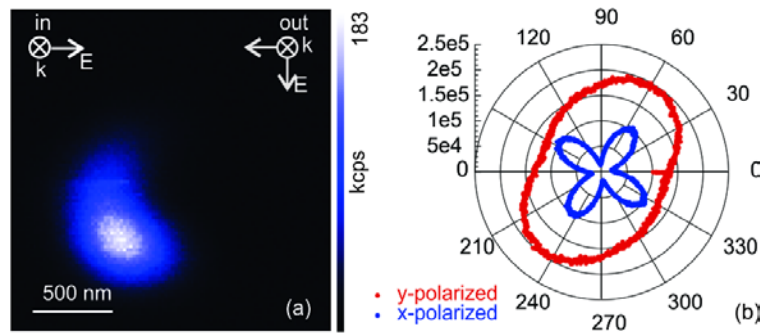 in
k
E
out
k
E
500 nm
(a)
183
kcps
90
120
60
2.5e5
2e5
1.5e5
1e5
5e4
0
30
0
210
330
240
300
270
y-polarized
x-polarized
(b)